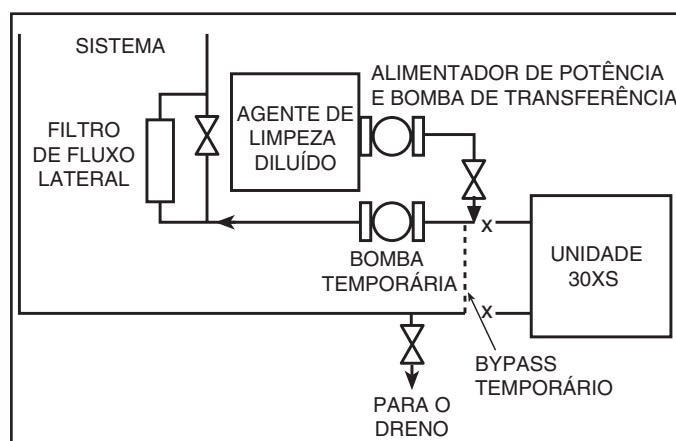 SISTEMA
ALIMENTADOR DE POTÊNCIA
E BOMBA DE TRANSFERÊNCIA
AGENTE DE
LIMPEZA
DILUÍDO
FILTRO
DE FLUXO
LATERAL
x
UNIDADE
30XS
BOMBA
TEMPORÁRIA
x
BYPASS
TEMPORÁRIO
PARA O
DRENO